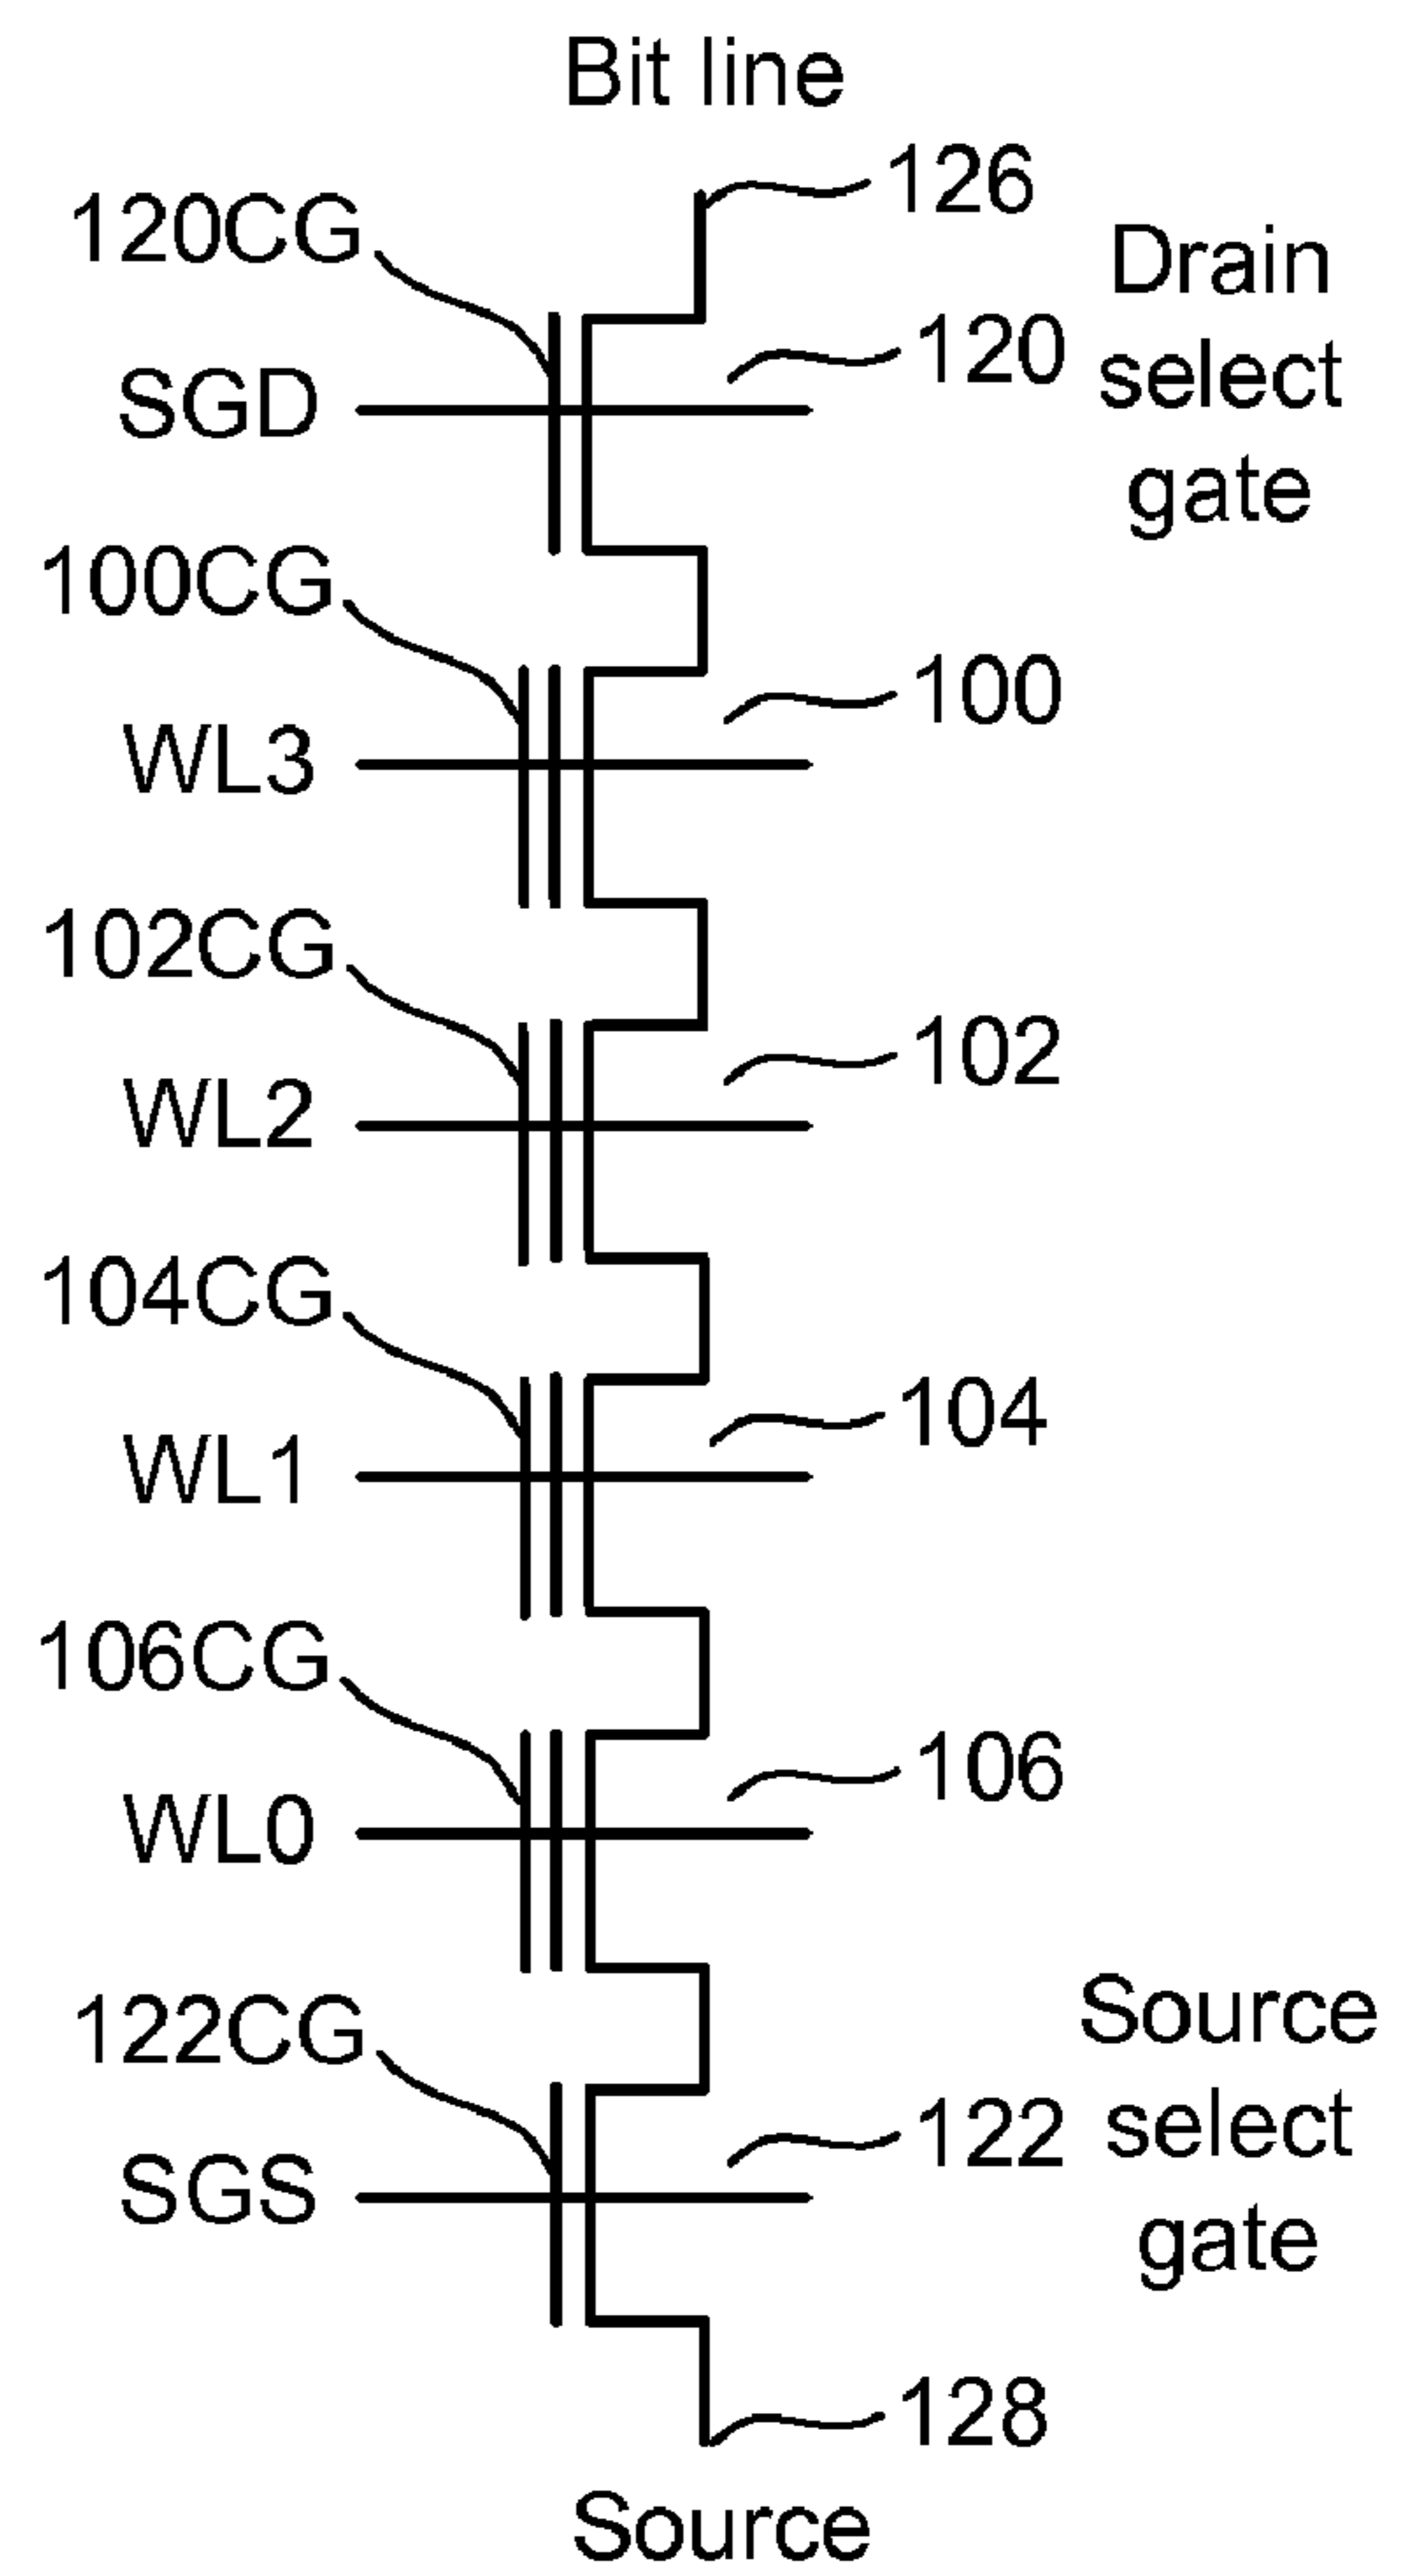 Bit line
126
120CG
Drain
select
gate
120
SGD
100CG
100
WL3
102CG
102
WL2
104CG
104
WL1
106CG
106
WL0
122CG
Source
select
gate
122
SGS
128
Source